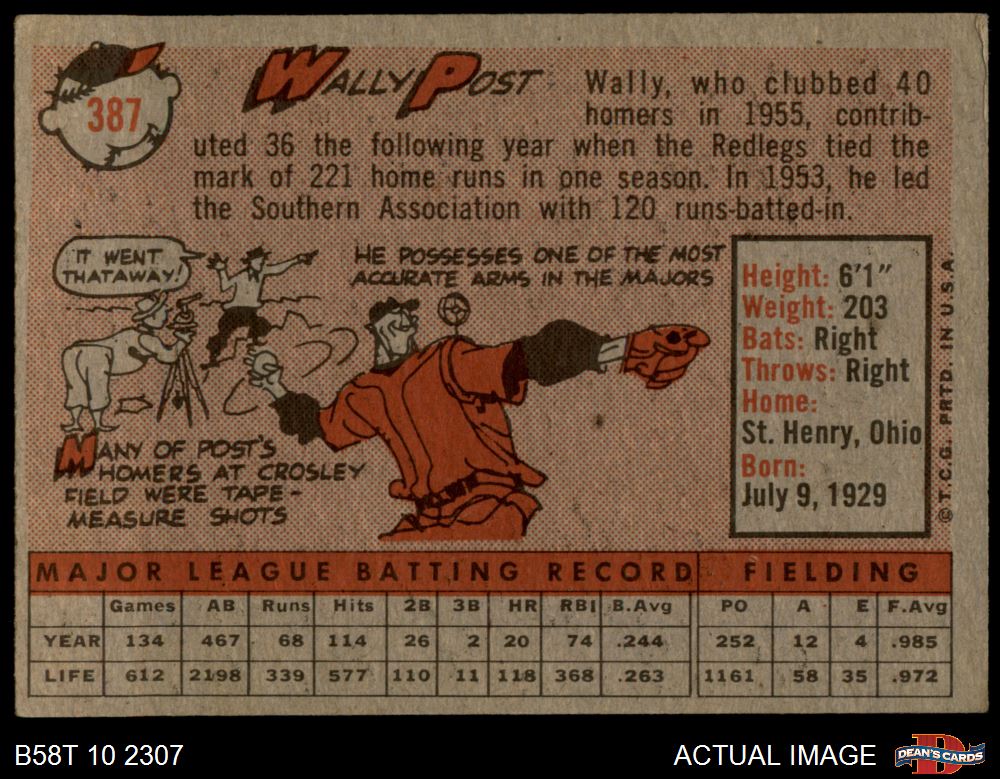 387
WALLY POST
Wally, who clubbed 40
homers in 1955, contrib-
uted 36 the following year when the Redlegs tied the
mark of 221 home runs in one season. In 1953, he led
the Southern Association with 120 runs-batted-in.
IT WENT
THATAWAY!
HE POSSESSES ONE OF THE MOST
ACCURATE ARMS IN THE MAJORS
MANY OF POST'S
HOMERS AT CROSLEY
FIELD WERE TAPE-
MEASURE SHOTS
Height: 6'1"
Weight: 203
Bats: Right
Throws: Right
Home:
St. Henry, Ohio
Born:
July 9, 1929
© T.C.G. PRTD. IN U.S.A.
MAJOR LEAGUE BATTING RECORD FIELDING
Games AB Runs Hits 2B 3B HR RBI B.Avg PO A E F.Avg
YEAR 134 467 68 114 26 2 20 74 .244 252 12 4 .985
LIFE 612 2198 339 577 110 11 118 368 .263 1161 58 35 .972
B58T 10 2307 ACTUAL IMAGE
DEAN'S CARDS